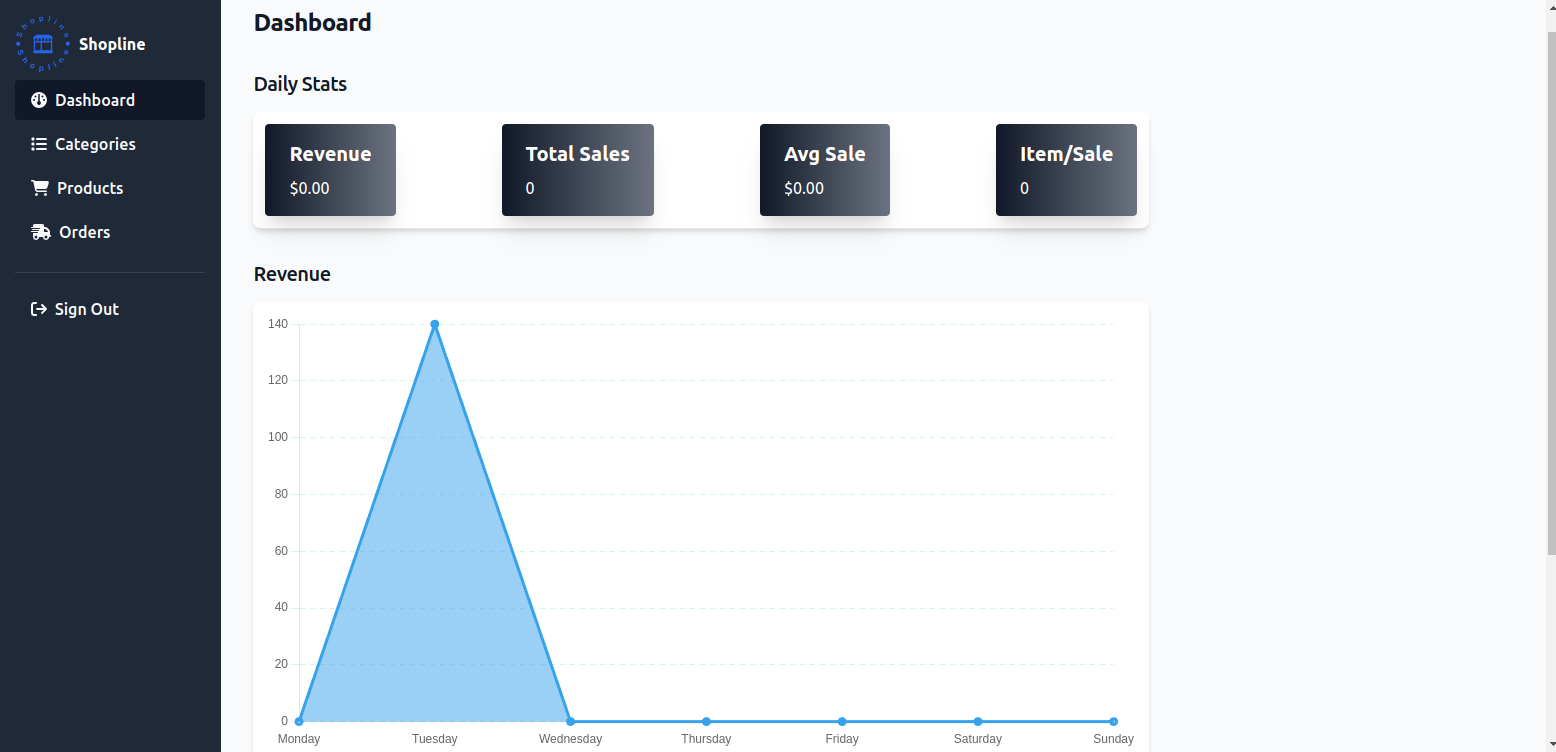 Shopline Shopline
Shopline
Dashboard
Categories
Products
Orders
Sign Out
Dashboard
Daily Stats
Revenue
$0.00
Total Sales
0
Avg Sale
$0.00
Item/Sale
0
Revenue
140
120
100
80
60
40
20
0
Monday Tuesday Wednesday Thursday Friday Saturday Sunday